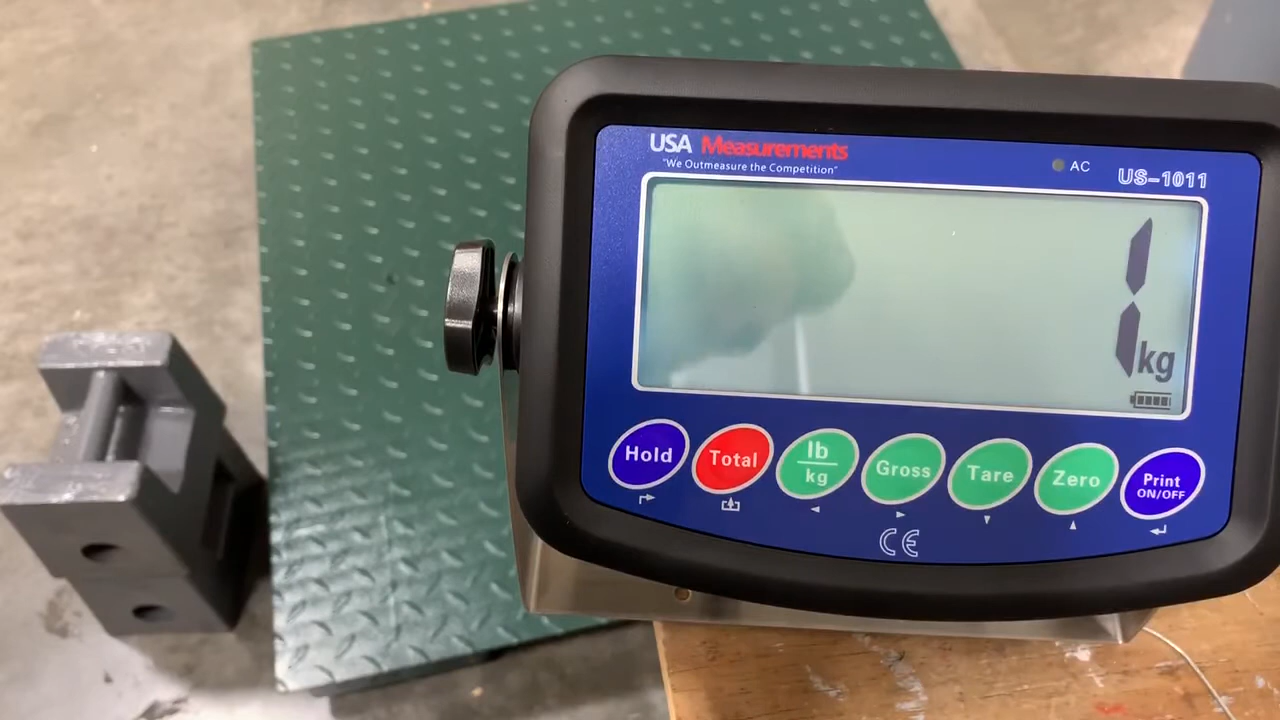 USA Measurements
"We Outmeasure the Competition"
AC
US-1011
1
kg
Hold
Total
lb
kg
Gross
Tare
Zero
Print
ON/OFF
CE